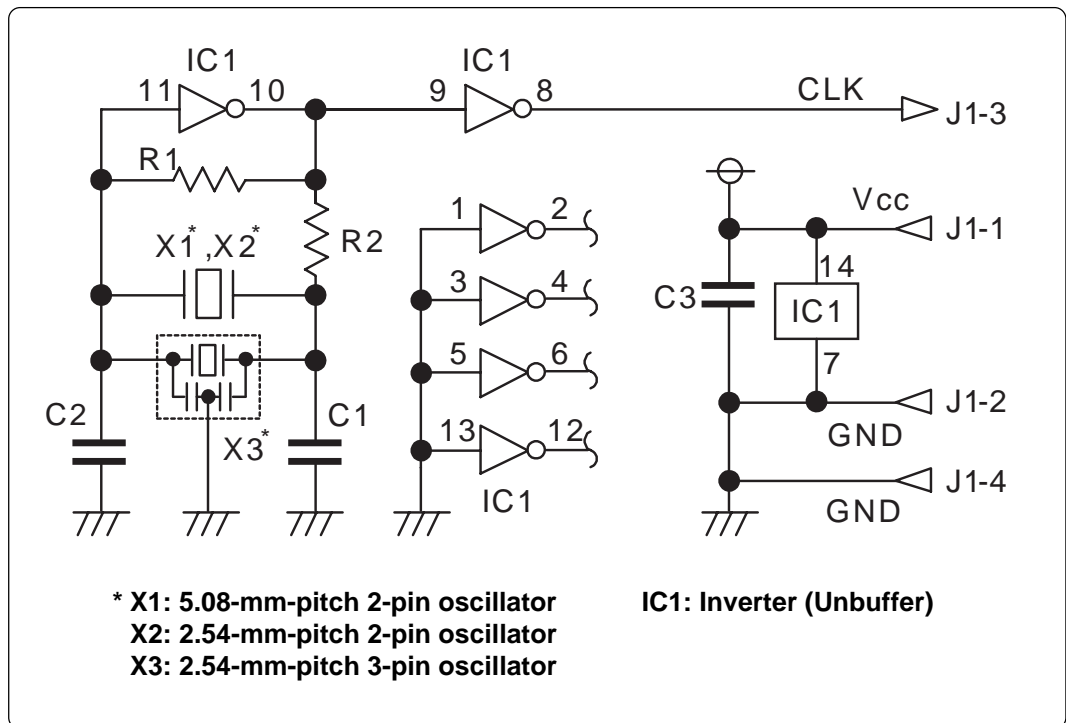 IC1 IC1
11 10 9 8 CLK J1-3
R1
1 2 Vcc J1-1
X1*,X2* R2
3 4 C3 14
IC1
5 6 7
C2 X3* C1 13 12 J1-2
GND
IC1 J1-4
GND
* X1: 5.08-mm-pitch 2-pin oscillator IC1: Inverter (Unbuffer)
X2: 2.54-mm-pitch 2-pin oscillator
X3: 2.54-mm-pitch 3-pin oscillator